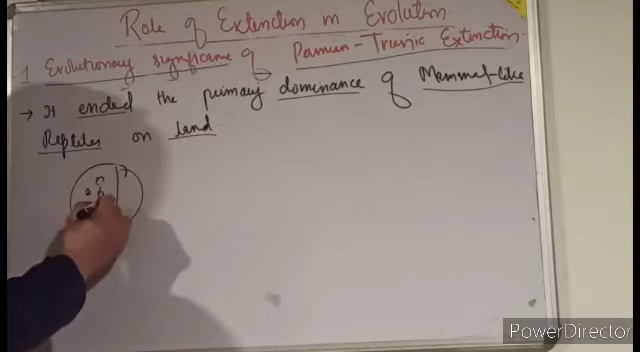 Role of Extinction in Evolution
1 Evolutionary significance of Permian-Triassic Extinction.
→ It ended the primary dominance of Mammal-like
Reptiles on land.
PowerDirector